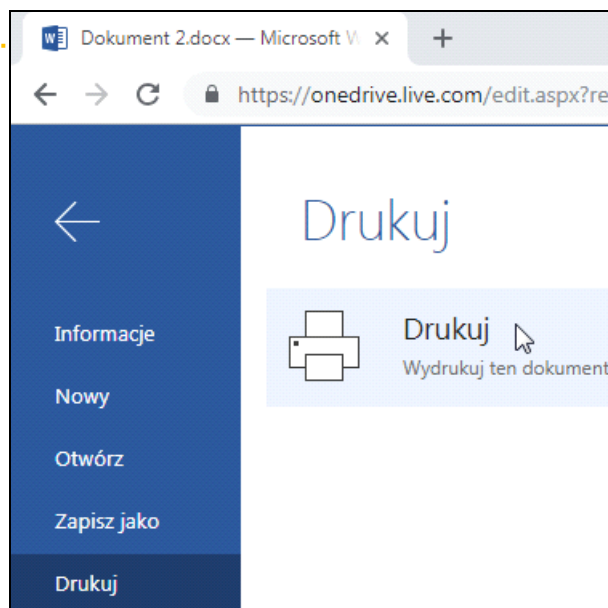 Dokument 2.docx — Microsoft W
https://onedrive.live.com/edit.aspx?re
Drukuj
Drukuj
Wydrukuj ten dokument
Informacje
Nowy
Otwórz
Zapisz jako
Drukuj